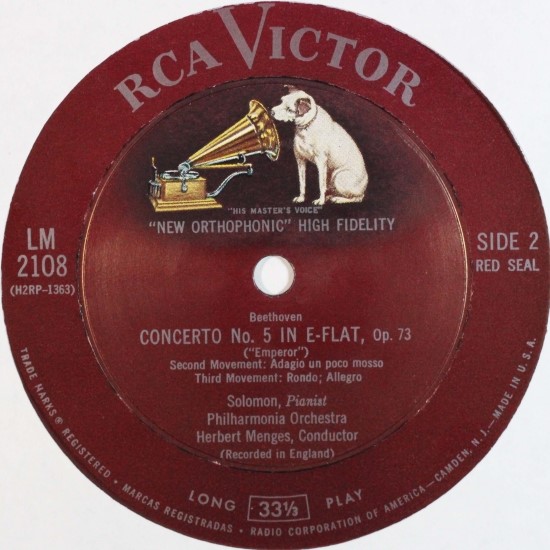 RCA VICTOR
"HIS MASTER'S VOICE"
"NEW ORTHOPHONIC" HIGH FIDELITY
LM
2108
(H2RP-1363)
SIDE 2
RED SEAL
Beethoven
CONCERTO No. 5 IN E-FLAT, Op. 73
("Emperor")
Second Movement: Adagio un poco mosso
Third Movement: Rondo; Allegro
Solomon, Pianist
Philharmonia Orchestra
Herbert Menges, Conductor
(Recorded in England)
LONG 33⅓ PLAY
TRADE MARKS® REGISTERED • MARCAS REGISTRADAS • RADIO CORPORATION OF AMERICA—CAMDEN, N.J.—MADE IN U.S.A.